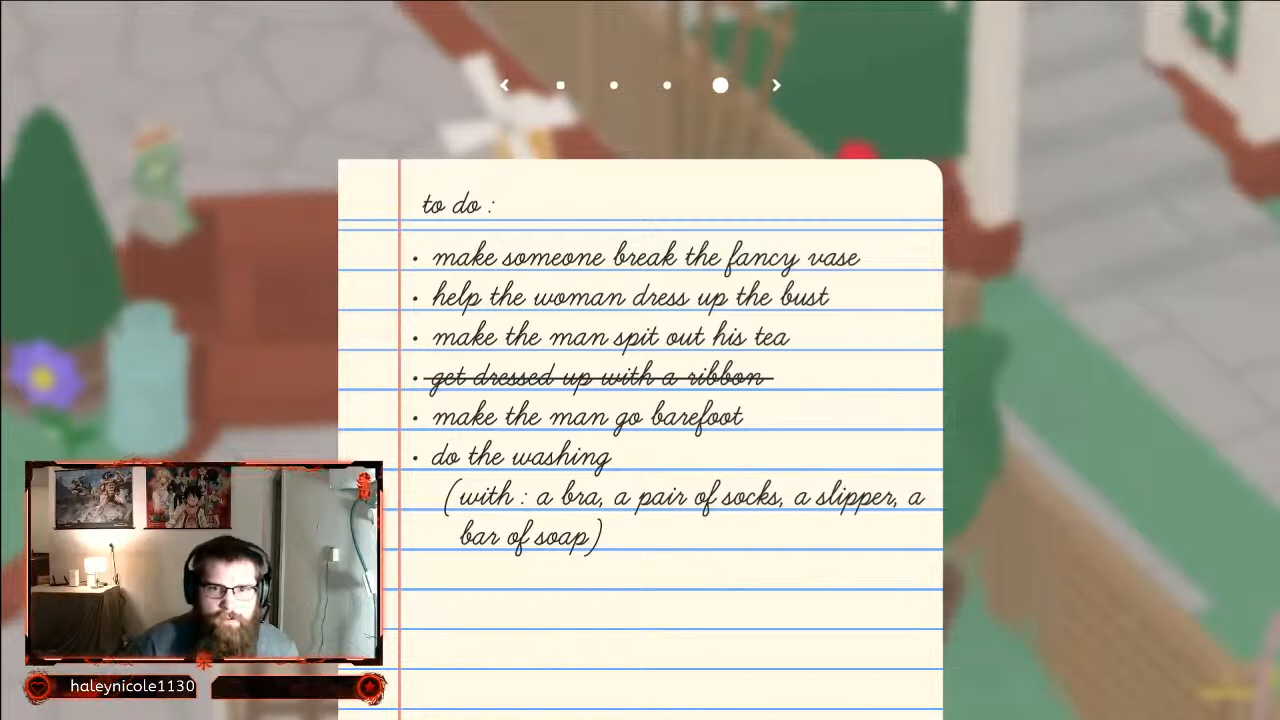 to do :
• make someone break the fancy vase
• help the woman dress up the bust
• make the man spit out his tea
• get dressed up with a ribbon
• make the man go barefoot
• do the washing
(with : a bra, a pair of socks, a slipper, a
bar of soap)
haleynicole1130